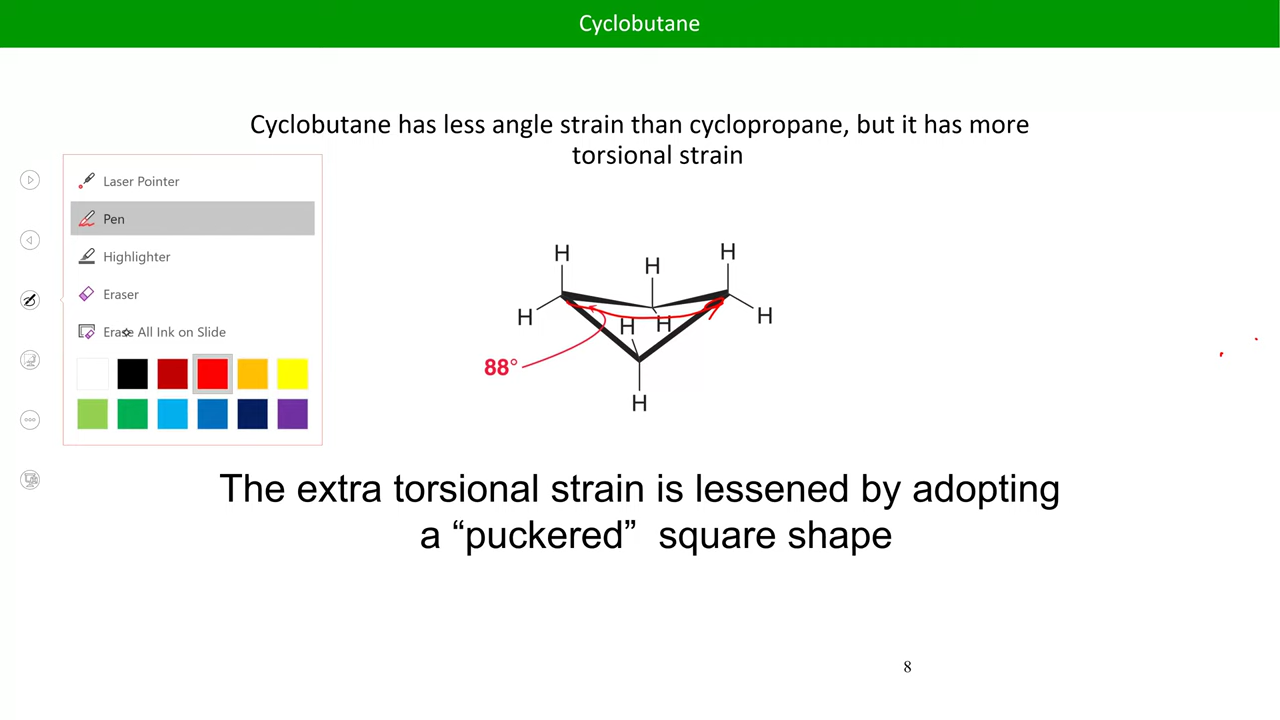 Cyclobutane
Cyclobutane has less angle strain than cyclopropane, but it has more
torsional strain
Laser Pointer
Pen
Highlighter
Eraser
Erase All Ink on Slide
H
H
H
H
H
H
H
88°
H
The extra torsional strain is lessened by adopting
a “puckered”  square shape
8